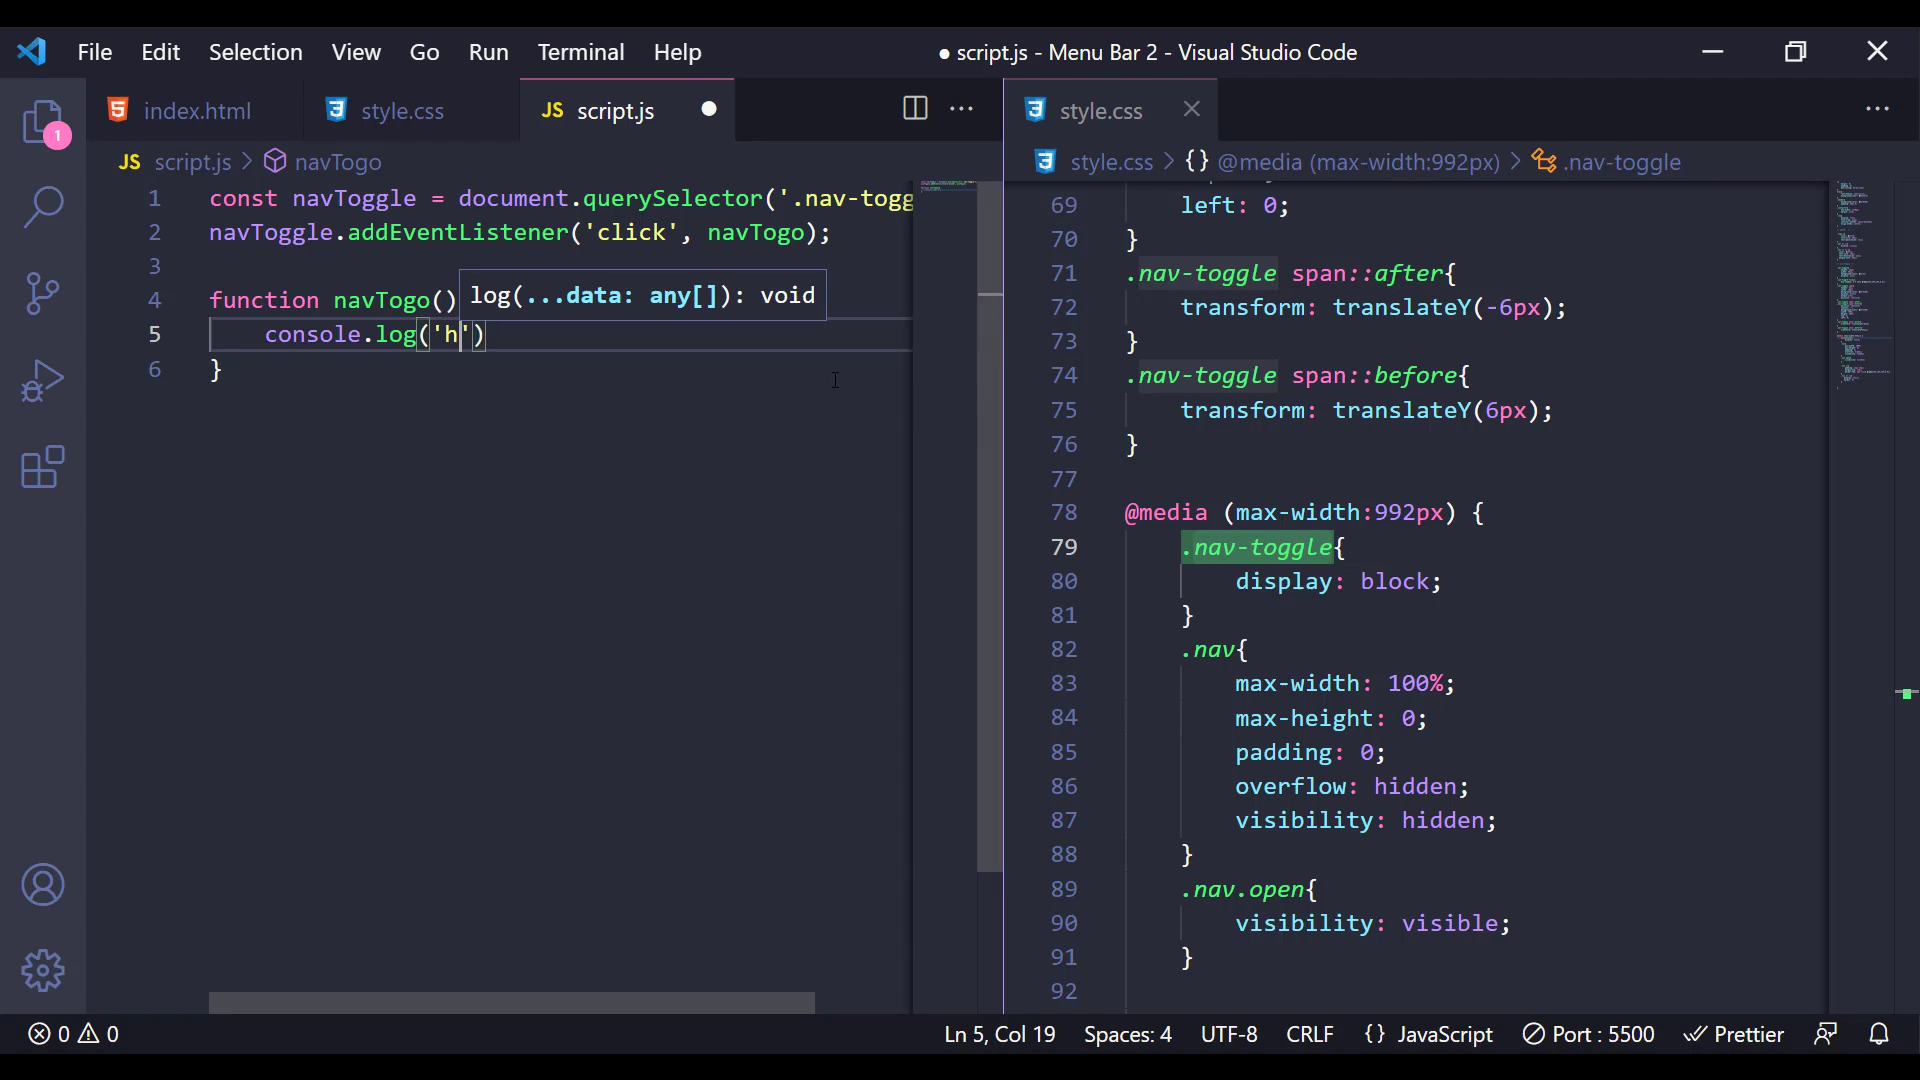 File Edit Selection View Go Run Terminal Help
● script.js - Menu Bar 2 - Visual Studio Code
1
index.html
style.css
JS script.js
JS script.js > navTogo
1 const navToggle = document.querySelector('.nav-togg
2 navToggle.addEventListener('click', navTogo);
3
4 function navTogo()
log(...data: any[]): void
5 console.log('h')
6 }
style.css
style.css > {} @media (max-width:992px) > .nav-toggle
69 left: 0;
70 }
71 .nav-toggle span::after{
72 transform: translateY(-6px);
73 }
74 .nav-toggle span::before{
75 transform: translateY(6px);
76 }
77
78 @media (max-width:992px) {
79 .nav-toggle{
80 display: block;
81 }
82 .nav{
83 max-width: 100%;
84 max-height: 0;
85 padding: 0;
86 overflow: hidden;
87 visibility: hidden;
88 }
89 .nav.open{
90 visibility: visible;
91 }
92
0 0
Ln 5, Col 19 Spaces: 4 UTF-8 CRLF {} JavaScript Port : 5500 Prettier